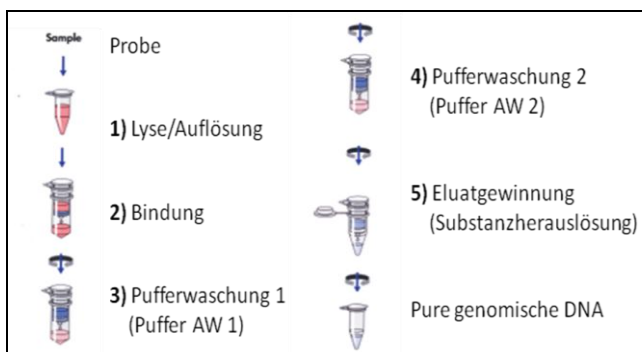 Sample
Probe
1) Lyse/Auflösung
2) Bindung
3) Pufferwaschung 1
(Puffer AW 1)
4) Pufferwaschung 2
(Puffer AW 2)
5) Eluatgewinnung
(Substanzherauslösung)
Pure genomische DNA